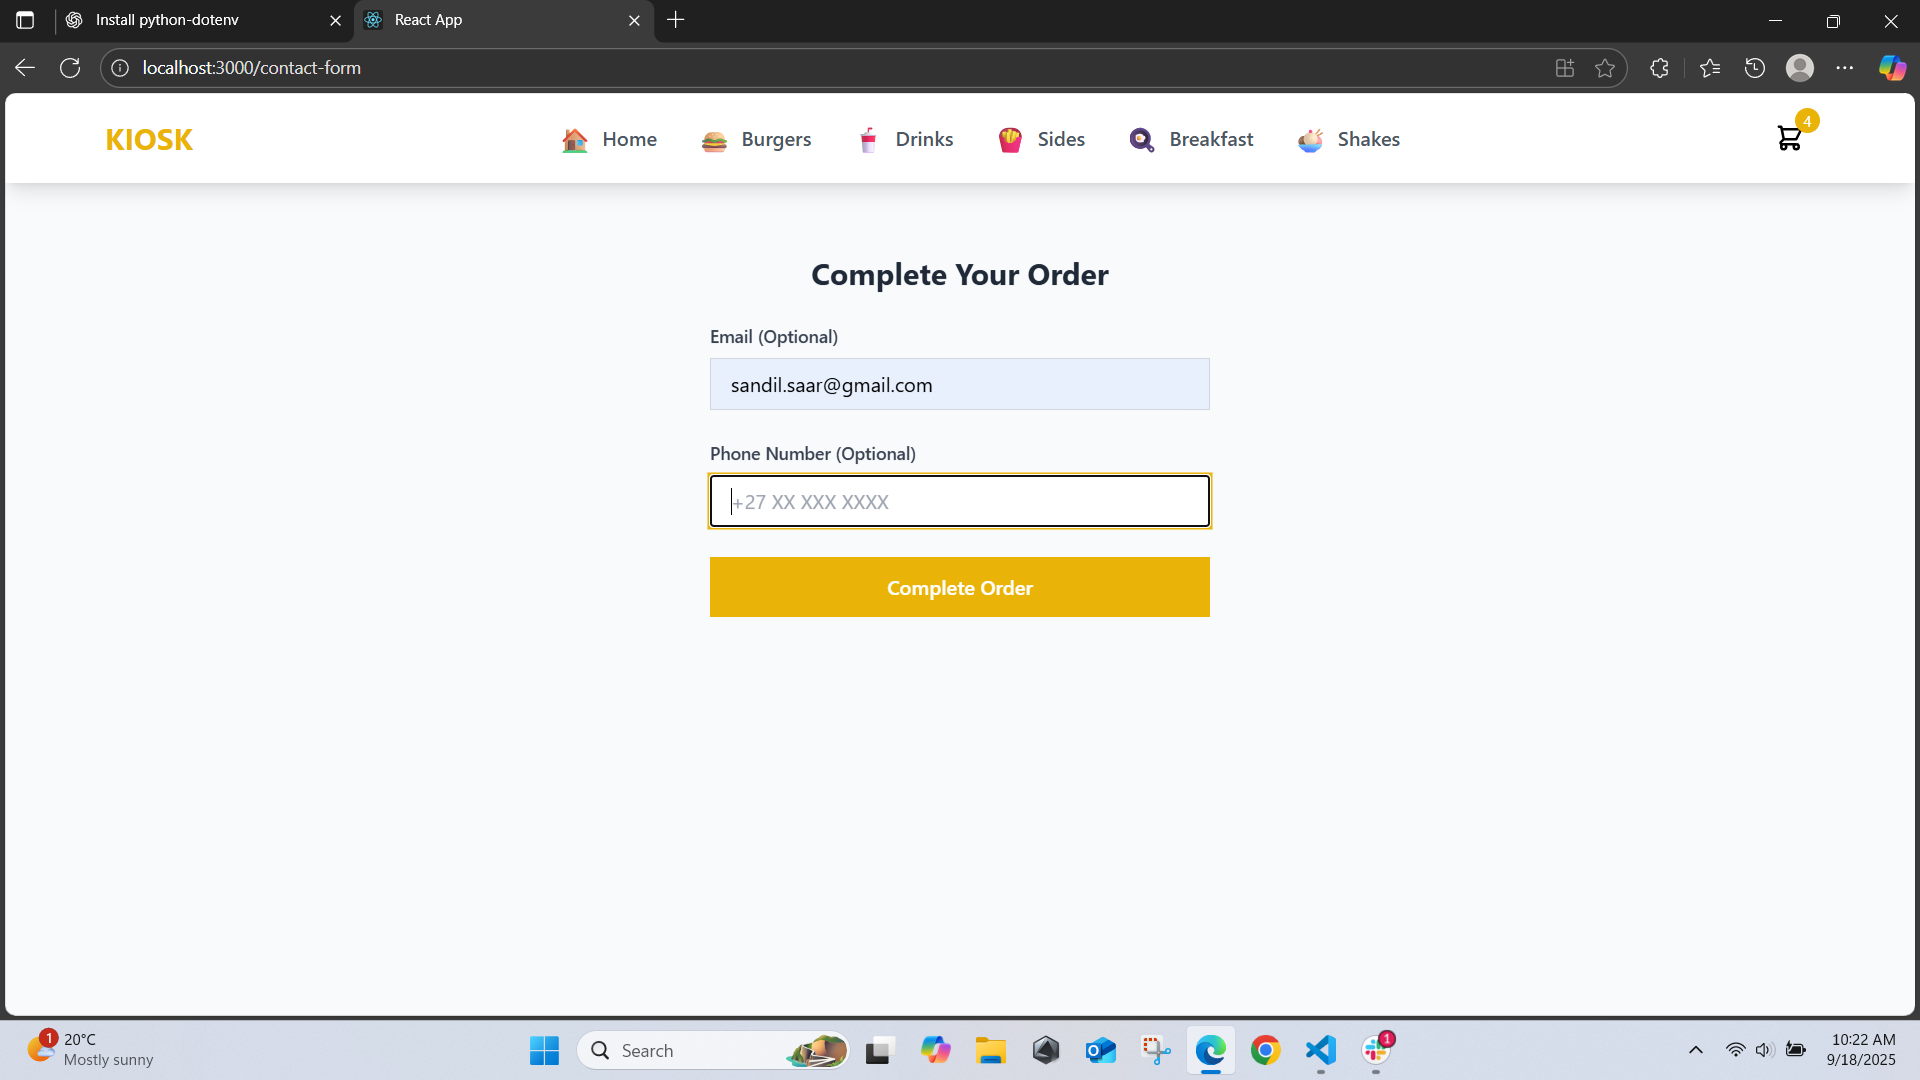 Install python-dotenv
React App
localhost:3000/contact-form
KIOSK
Home
Burgers
Drinks
Sides
Breakfast
Shakes
4
Complete Your Order
Email (Optional)
sandil.saar@gmail.com
Phone Number (Optional)
+27 XX XXX XXXX
Complete Order
1
20°C
Mostly sunny
Search
1
10:22 AM
9/18/2025